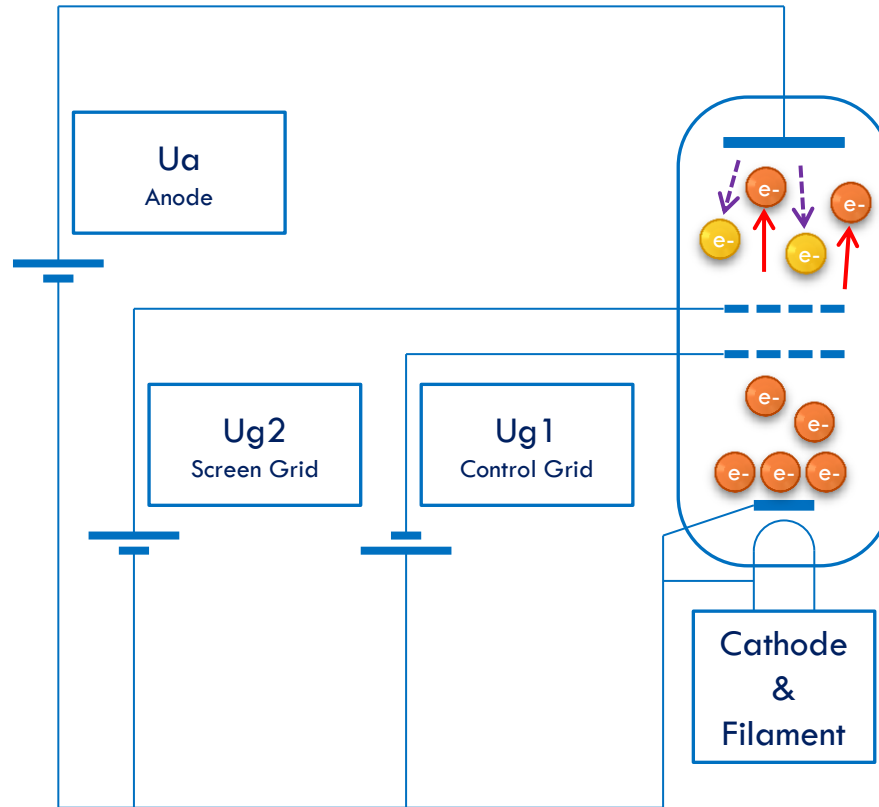 Ua
Anode
e-
e-
e-
e-
Ug2
Screen Grid
Ug1
Control Grid
e-
e-
e-
e-
e-
Cathode
&
Filament